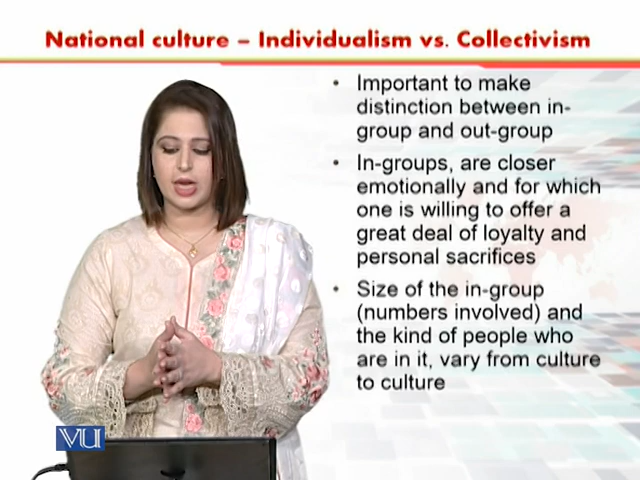 National culture – Individualism vs. Collectivism
• Important to make
distinction between in-
group and out-group
• In-groups, are closer
emotionally and for which
one is willing to offer a
great deal of loyalty and
personal sacrifices
• Size of the in-group
(numbers involved) and
the kind of people who
are in it, vary from culture
to culture
VU